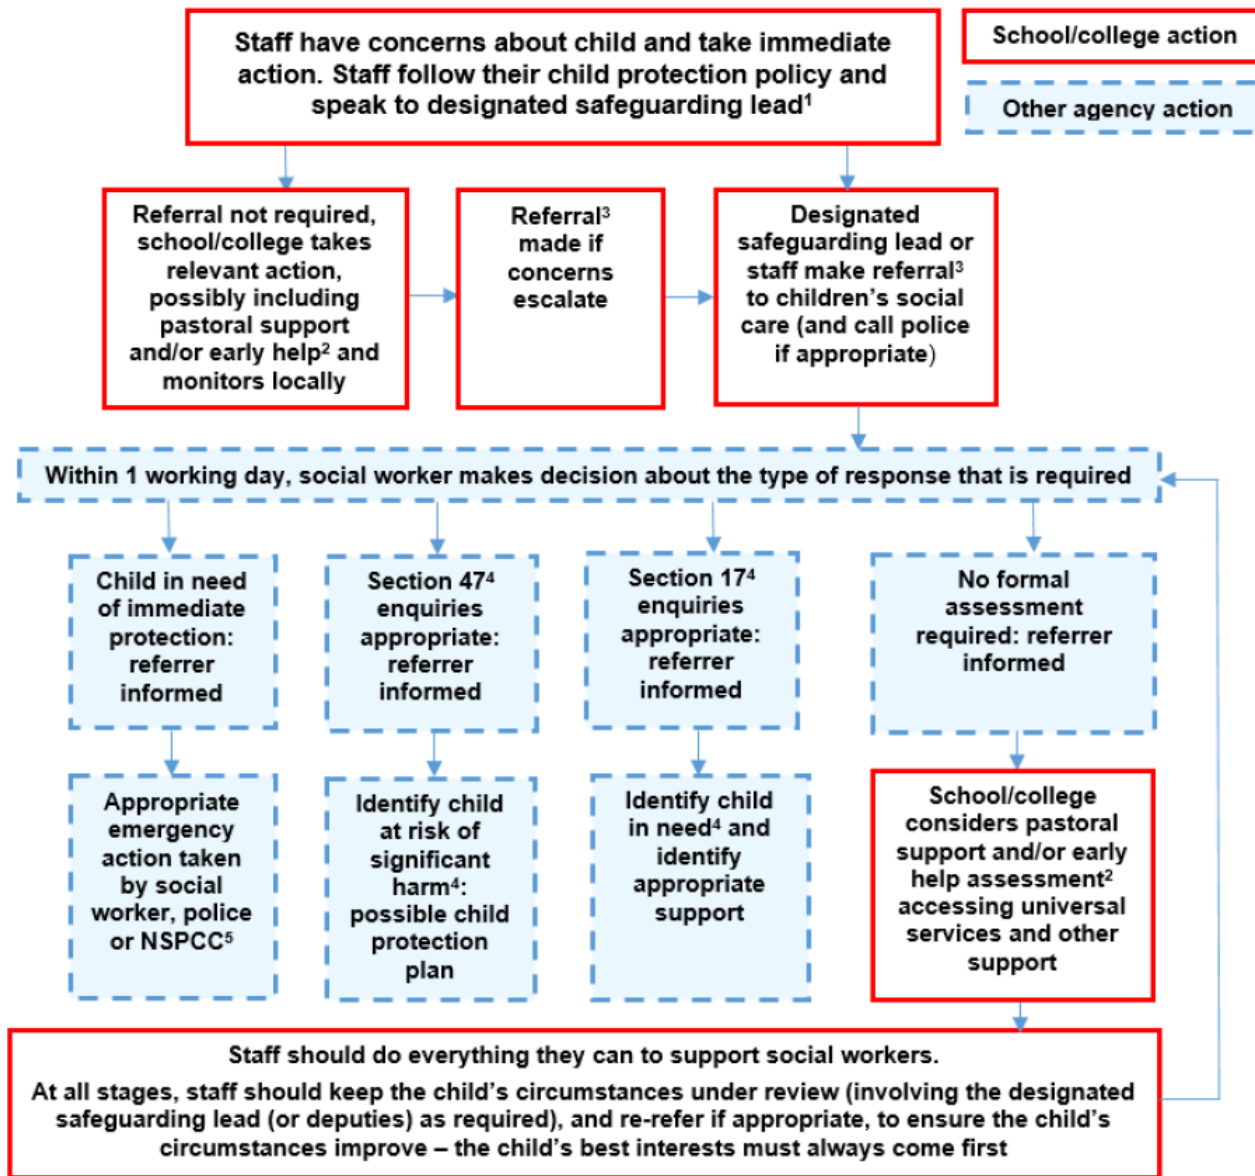 Staff have concerns about child and take immediate
action. Staff follow their child protection policy and
speak to designated safeguarding lead¹
School/college action
Other agency action
Referral not required,
school/college takes
relevant action,
possibly including
pastoral support
and/or early help² and
monitors locally
Referral³
made if
concerns
escalate
Designated
safeguarding lead or
staff make referral³
to children’s social
care (and call police
if appropriate)
Within 1 working day, social worker makes decision about the type of response that is required
Child in need
of immediate
protection:
referrer
informed
Section 47⁴
enquiries
appropriate:
referrer
informed
Section 17⁴
enquiries
appropriate:
referrer
informed
No formal
assessment
required: referrer
informed
Appropriate
emergency
action taken
by social
worker, police
or NSPCC⁵
Identify child
at risk of
significant
harm⁴:
possible child
protection
plan
Identify child
in need⁴ and
identify
appropriate
support
School/college
considers pastoral
support and/or early
help assessment²
accessing universal
services and other
support
Staff should do everything they can to support social workers.
At all stages, staff should keep the child’s circumstances under review (involving the designated
safeguarding lead (or deputies) as required), and re-refer if appropriate, to ensure the child’s
circumstances improve – the child’s best interests must always come first